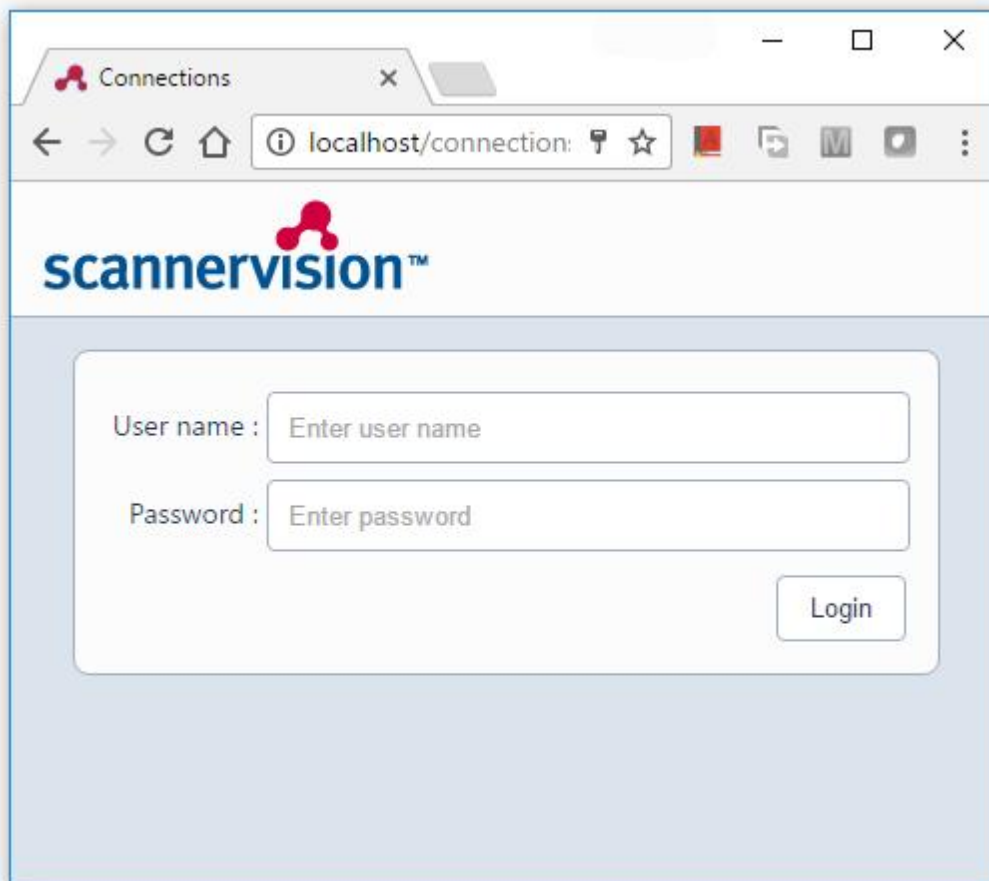 Connections
localhost/connection
scannervision™
User name :
Enter user name
Password :
Enter password
Login